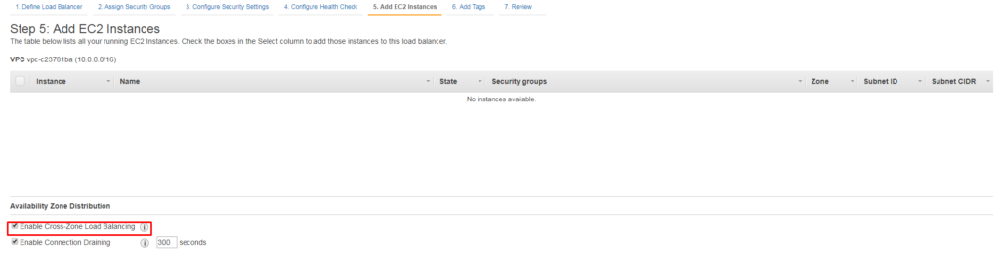 1. Define Load Balancer 2. Assign Security Groups 3. Configure Security Settings 4. Configure Health Check 5. Add EC2 Instances 6. Add Tags 7. Review
Step 5: Add EC2 Instances
The table below lists all your running EC2 Instances. Check the boxes in the Select column to add those instances to this load balancer.
VPC vpc-c23781ba (10.0.0.0/16)
Instance Name State Security groups Zone Subnet ID Subnet CIDR
No instances available.
Availability Zone Distribution
Enable Cross-Zone Load Balancing
Enable Connection Draining 300 seconds